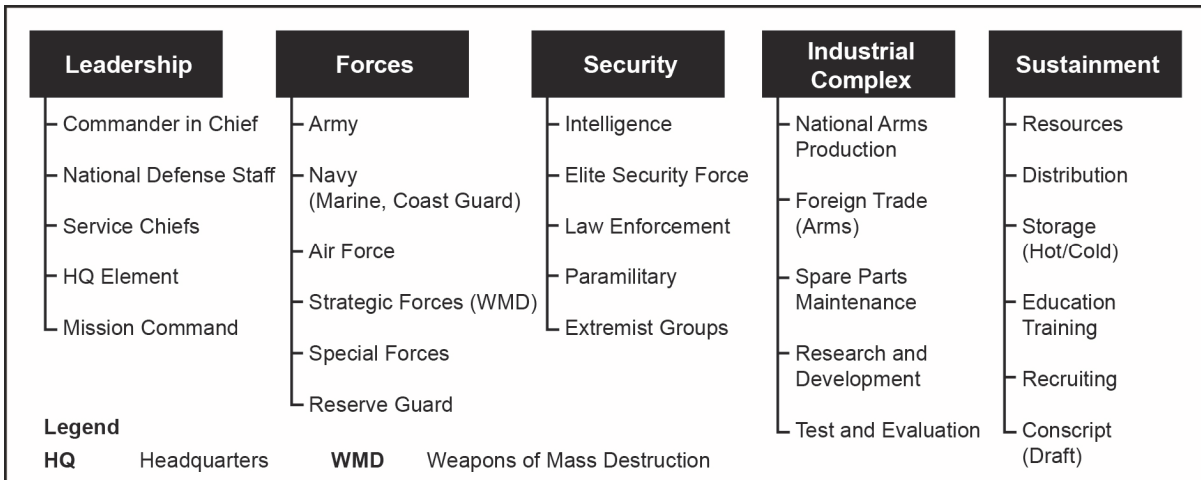 Leadership
Commander in Chief
National Defense Staff
Service Chiefs
HQ Element
Mission Command
Forces
Army
Navy
(Marine, Coast Guard)
Air Force
Strategic Forces (WMD)
Special Forces
Reserve Guard
Security
Intelligence
Elite Security Force
Law Enforcement
Paramilitary
Extremist Groups
Industrial
Complex
National Arms
Production
Foreign Trade
(Arms)
Spare Parts
Maintenance
Research and
Development
Test and Evaluation
Sustainment
Resources
Distribution
Storage
(Hot/Cold)
Education
Training
Recruiting
Conscript
(Draft)
Legend
HQ Headquarters WMD Weapons of Mass Destruction